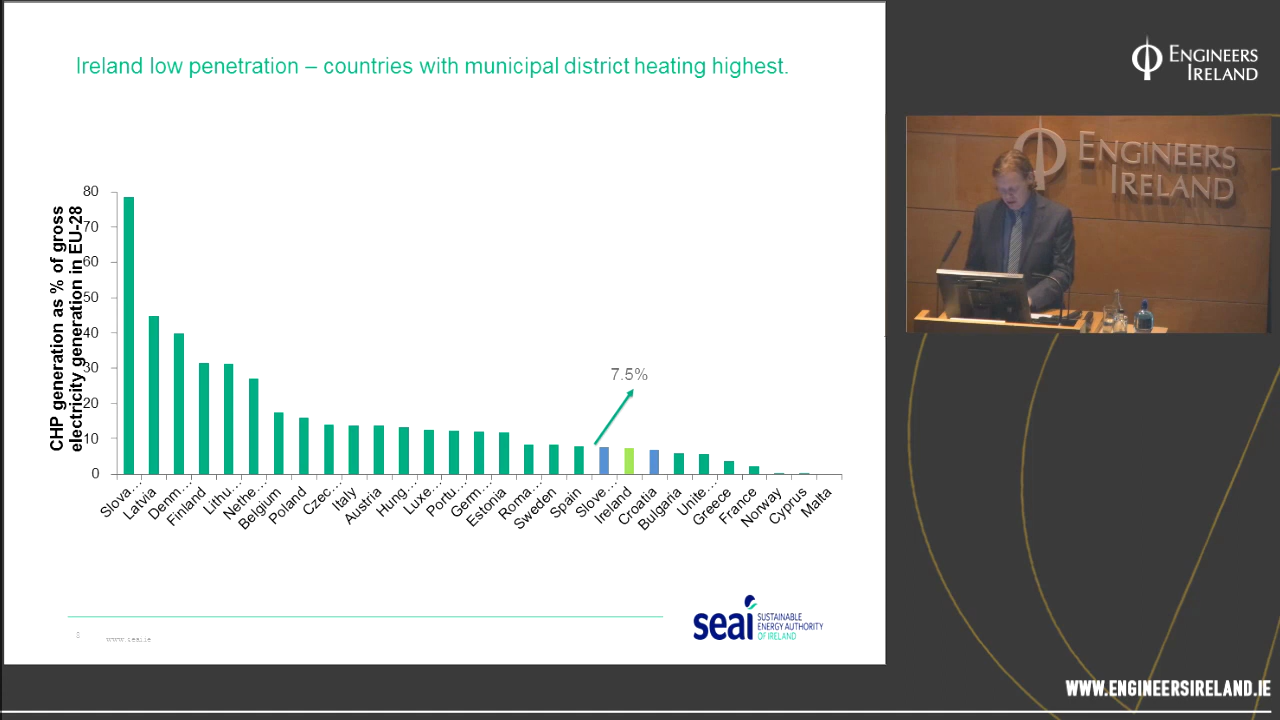 Ireland low penetration – countries with municipal district heating highest.
CHP generation as % of gross
electricity generation in EU-28
80
70
60
50
40
30
20
10
0
7.5%
Slova...
Latvia
Denm...
Finland
Lithu...
Nethe...
Belgium
Poland
Czec...
Italy
Austria
Hung...
Luxe...
Portu...
Germ...
Estonia
Roma...
Sweden
Spain
Slove...
Ireland
Croatia
Bulgaria
Unite...
Greece
France
Norway
Cyprus
Malta
www.seai.ie
seai
SUSTAINABLE
ENERGY AUTHORITY
OF IRELAND
ENGINEERS
IRELAND
ENGINEERS
IRELAND
WWW.ENGINEERSIRELAND.IE